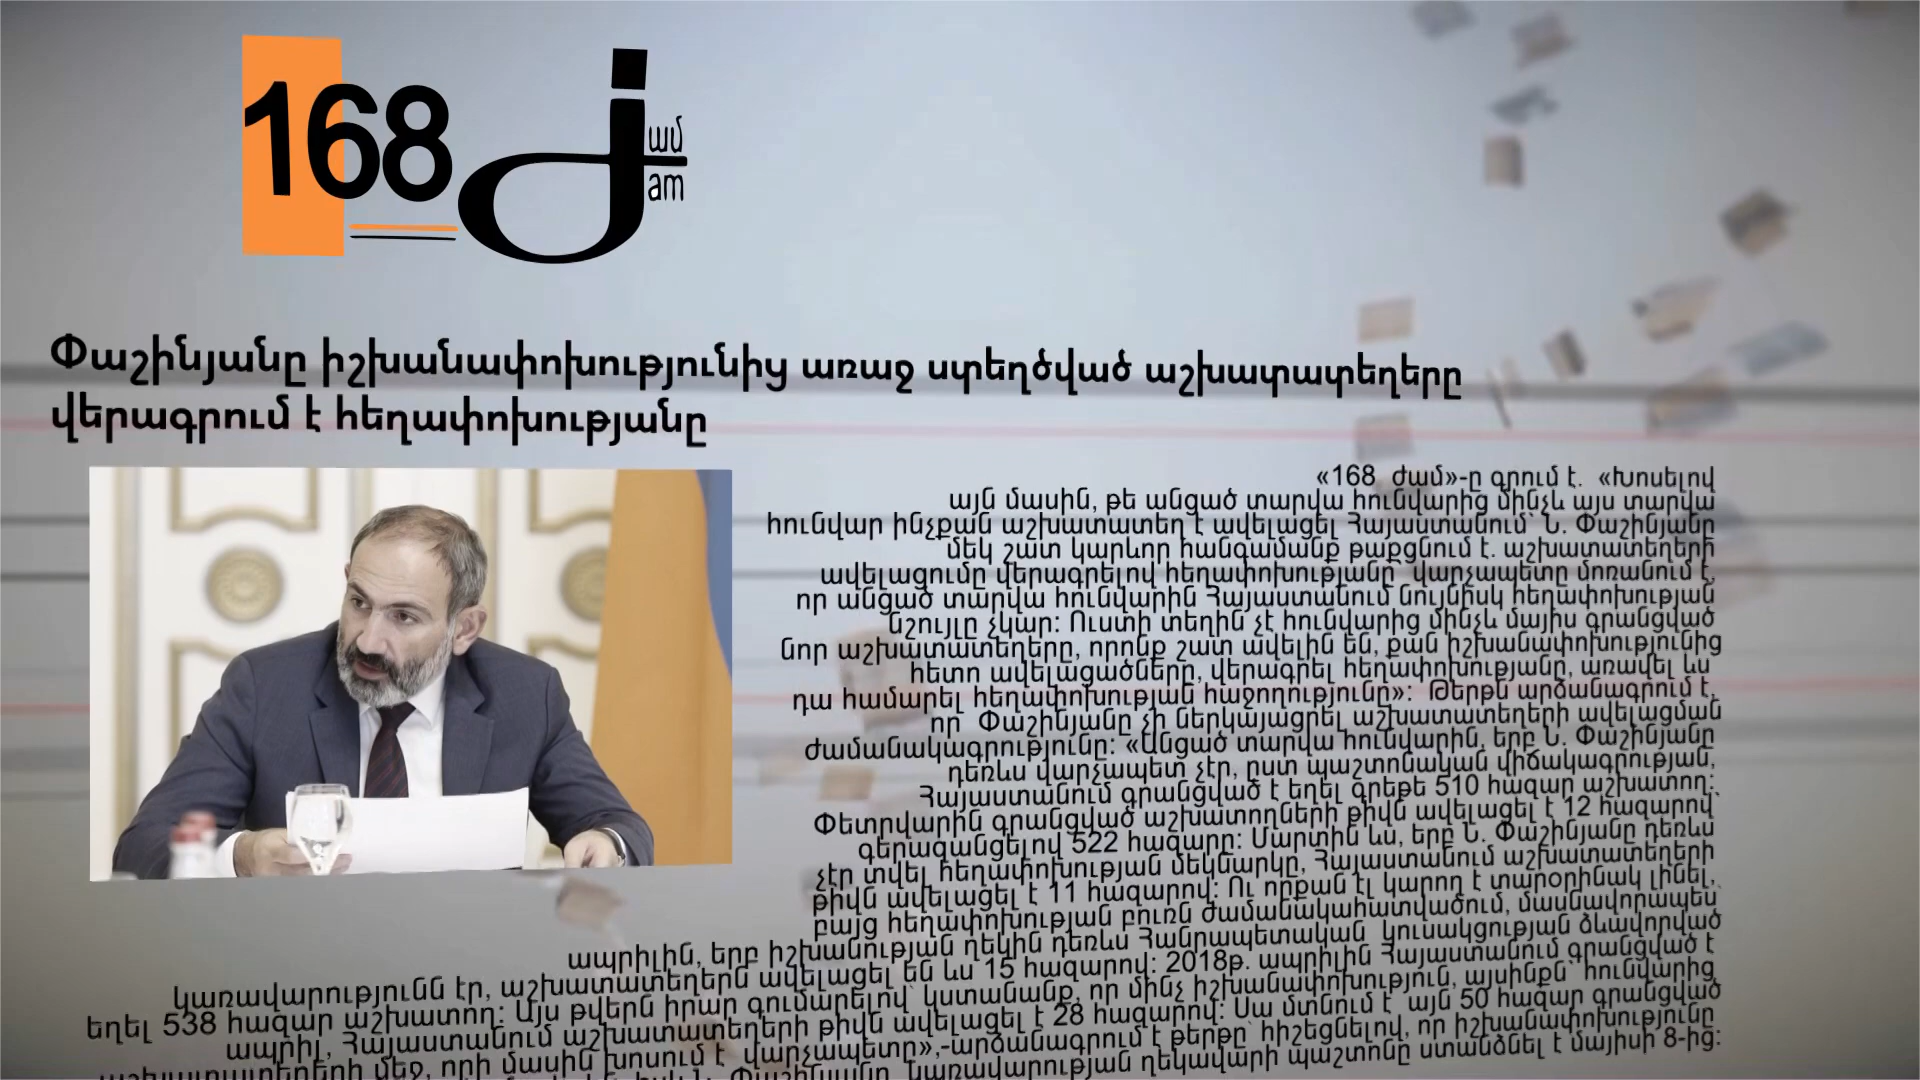 168 Ժամ
am
Փաշինյանը իշխանափոխությունից առաջ ստեղծված աշխատատեղերը
վերագրում է հեղափոխությանը
«168 ժամ»-ը գրում է. «Խոսելով
այն մասին, թե անցած տարվա հունվարից մինչև այս տարվա
հունվար ինչքան աշխատատեղ է ավելացել Հայաստանում՝ Ն. Փաշինյանը
մեկ շատ կարևոր հանգամանք թաքցնում է. աշխատատեղերի
ավելացումը վերագրելով հեղափոխությանը՝ վարչապետը մոռանում է,
որ անցած տարվա հունվարին Հայաստանում նույնիսկ հեղափոխության
նշույլը չկար: Ուստի տեղին չէ հունվարից մինչև մայիս գրանցված
նոր աշխատատեղերը, որոնք շատ ավելին են, քան իշխանափոխությունից
հետո ավելացածները, վերագրել հեղափոխությանը, առավել ևս՝
դա համարել հեղափոխության հաջողությունը»: Թերթն արձանագրում է,
որ Փաշինյանը չի ներկայացրել աշխատատեղերի ավելացման
ժամանակագրությունը: «Անցած տարվա հունվարին, երբ Ն. Փաշինյանը
դեռևս վարչապետ չէր, ըստ պաշտոնական վիճակագրության,
Հայաստանում գրանցված է եղել գրեթե 510 հազար աշխատող:
Փետրվարին գրանցված աշխատողների թիվն ավելացել է 12 հազարով՝
գերազանցելով 522 հազարը: Մարտին ևս, երբ Ն. Փաշինյանը դեռևս
չէր տվել հեղափոխության մեկնարկը, Հայաստանում աշխատատեղերի
թիվն ավելացել է 11 հազարով: Ու որքան էլ կարող է տարօրինակ լինել,
բայց հեղափոխության բուռն ժամանակահատվածում, մասնավորապես՝
ապրիլին, երբ իշխանության ղեկին դեռևս Հանրապետական կուսակցության ձևավորված
կառավարությունն էր, աշխատատեղերն ավելացել են ևս 15 հազարով: 2018թ. ապրիլին Հայաստանում գրանցված է
եղել 538 հազար աշխատող: Այս թվերն իրար գումարելով՝ կստանանք, որ մինչ իշխանափոխություն, այսինքն՝ հունվարից
ապրիլ, Հայաստանում աշխատատեղերի թիվն ավելացել է 28 հազարով: Սա մտնում է այն 50 հազար գրանցված
աշխատատեղերի մեջ, որի մասին խոսում է վարչապետը»,-արձանագրում է թերթը՝ հիշեցնելով, որ իշխանափոխությունը
Ն. Փաշինյանը կառավարության ղեկավարի պաշտոնը ստանձնել է մայիսի 8-ից: